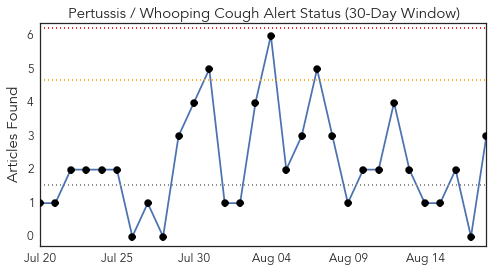 Pertussis / Whooping Cough Alert Status (30-Day Window)
Articles Found
6
5
4
3
2
1
0
Jul 20 Jul 25 Jul 30 Aug 04 Aug 09 Aug 14